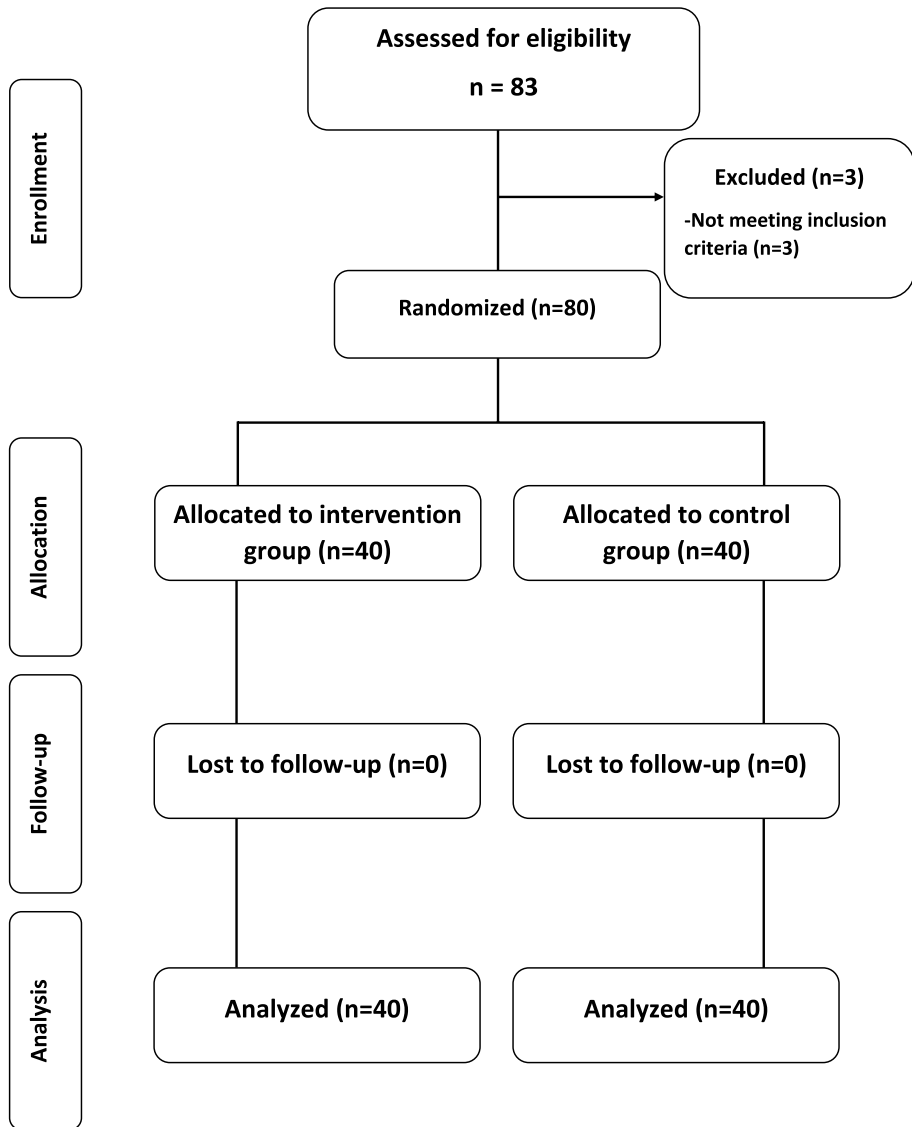 Assessed for eligibility
n = 83
Enrollment
Excluded (n=3)
-Not meeting inclusion
criteria (n=3)
Randomized (n=80)
Allocation
Allocated to intervention
group (n=40)
Allocated to control
group (n=40)
Follow-up
Lost to follow-up (n=0)
Lost to follow-up (n=0)
Analysis
Analyzed (n=40)
Analyzed (n=40)